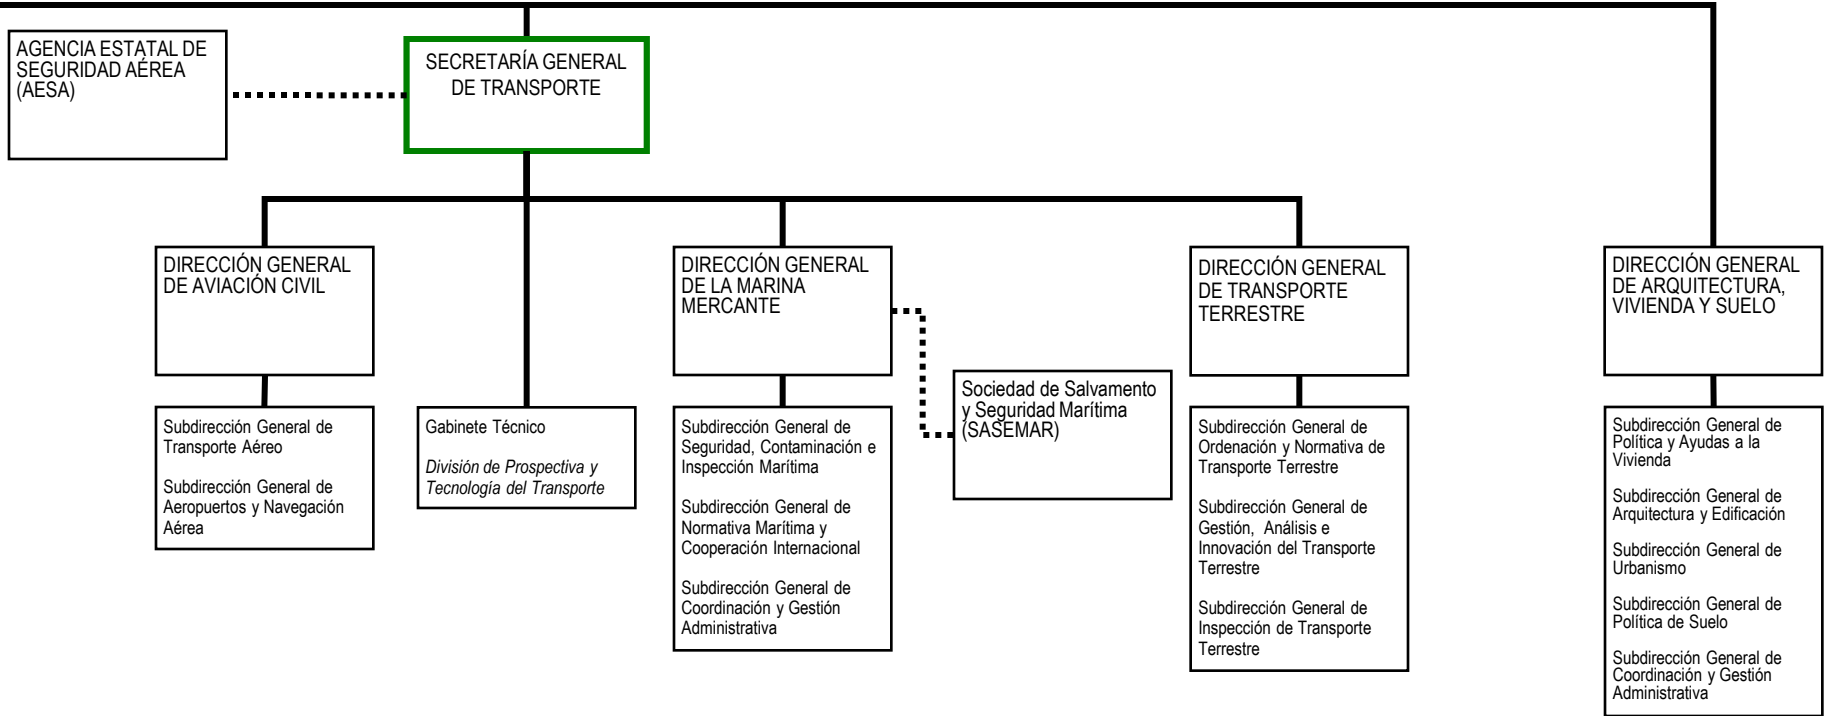 AGENCIA ESTATAL DE
SEGURIDAD AÉREA
(AESA)
SECRETARÍA GENERAL
DE TRANSPORTE
DIRECCIÓN GENERAL
DE AVIACIÓN CIVIL
Subdirección General de
Transporte Aéreo
Subdirección General de
Aeropuertos y Navegación
Aérea
Gabinete Técnico
División de Prospectiva y
Tecnología del Transporte
DIRECCIÓN GENERAL
DE LA MARINA
MERCANTE
Subdirección General de
Seguridad, Contaminación e
Inspección Marítima
Subdirección General de
Normativa Marítima y
Cooperación Internacional
Subdirección General de
Coordinación y Gestión
Administrativa
Sociedad de Salvamento
y Seguridad Marítima
(SASEMAR)
DIRECCIÓN GENERAL
DE TRANSPORTE
TERRESTRE
Subdirección General de
Ordenación y Normativa de
Transporte Terrestre
Subdirección General de
Gestión, Análisis e
Innovación del Transporte
Terrestre
Subdirección General de
Inspección de Transporte
Terrestre
DIRECCIÓN GENERAL
DE ARQUITECTURA,
VIVIENDA Y SUELO
Subdirección General de
Política y Ayudas a la
Vivienda
Subdirección General de
Arquitectura y Edificación
Subdirección General de
Urbanismo
Subdirección General de
Política de Suelo
Subdirección General de
Coordinación y Gestión
Administrativa